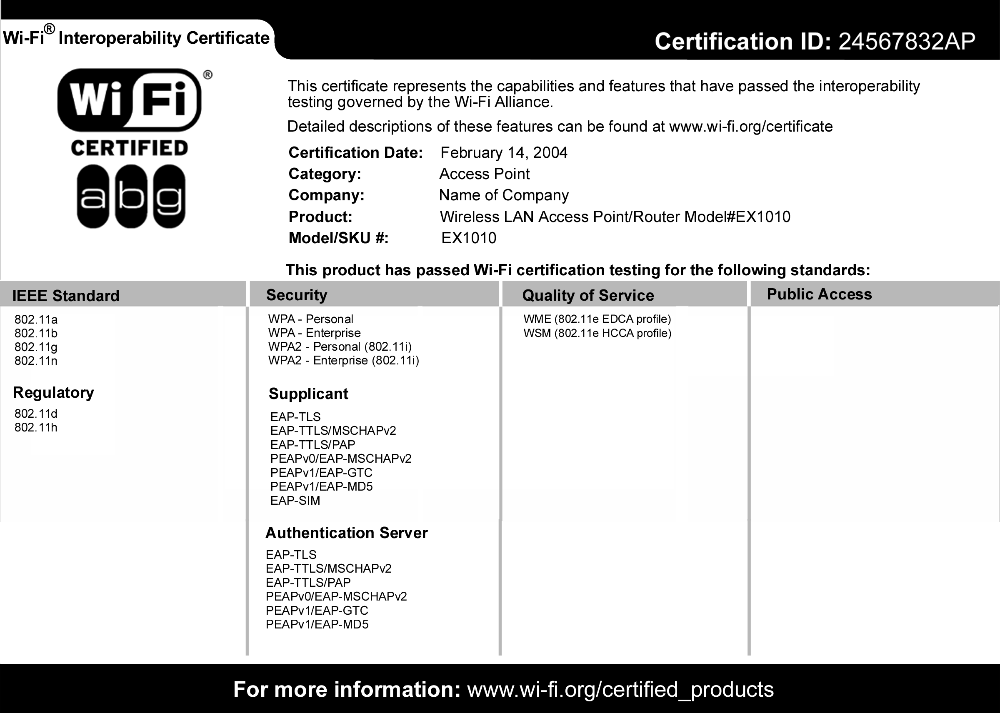 Wi-Fi® Interoperability Certificate
Certification ID: 24567832AP
WiFi®
CERTIFIED
abg
This certificate represents the capabilities and features that have passed the interoperability
testing governed by the Wi-Fi Alliance.
Detailed descriptions of these features can be found at www.wi-fi.org/certificate
Certification Date: February 14, 2004
Category: Access Point
Company: Name of Company
Product: Wireless LAN Access Point/Router Model#EX1010
Model/SKU #: EX1010
This product has passed Wi-Fi certification testing for the following standards:
IEEE Standard
802.11a
802.11b
802.11g
802.11n
Regulatory
802.11d
802.11h
Security
WPA - Personal
WPA - Enterprise
WPA2 - Personal (802.11i)
WPA2 - Enterprise (802.11i)
Supplicant
EAP-TLS
EAP-TTLS/MSCHAPv2
EAP-TTLS/PAP
PEAPv0/EAP-MSCHAPv2
PEAPv1/EAP-GTC
PEAPv1/EAP-MD5
EAP-SIM
Authentication Server
EAP-TLS
EAP-TTLS/MSCHAPv2
EAP-TTLS/PAP
PEAPv0/EAP-MSCHAPv2
PEAPv1/EAP-GTC
PEAPv1/EAP-MD5
Quality of Service
WME (802.11e EDCA profile)
WSM (802.11e HCCA profile)
Public Access
For more information: www.wi-fi.org/certified_products